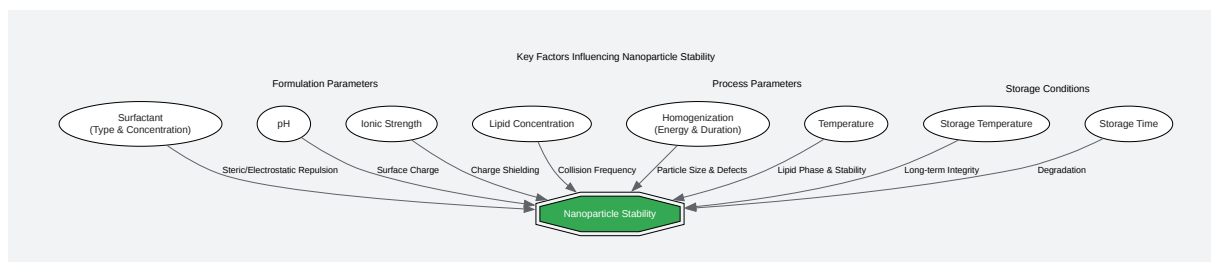 Key Factors Influencing Nanoparticle Stability
Formulation Parameters
Process Parameters
Storage Conditions
Surfactant
(Type & Concentration)
pH
Ionic Strength
Lipid Concentration
Homogenization
(Energy & Duration)
Temperature
Storage Temperature
Storage Time
Steric/Electrostatic Repulsion
Surface Charge
Charge Shielding
Collision Frequency
Particle Size & Defects
Lipid Phase & Stability
Long-term Integrity
Degradation
Nanoparticle Stability